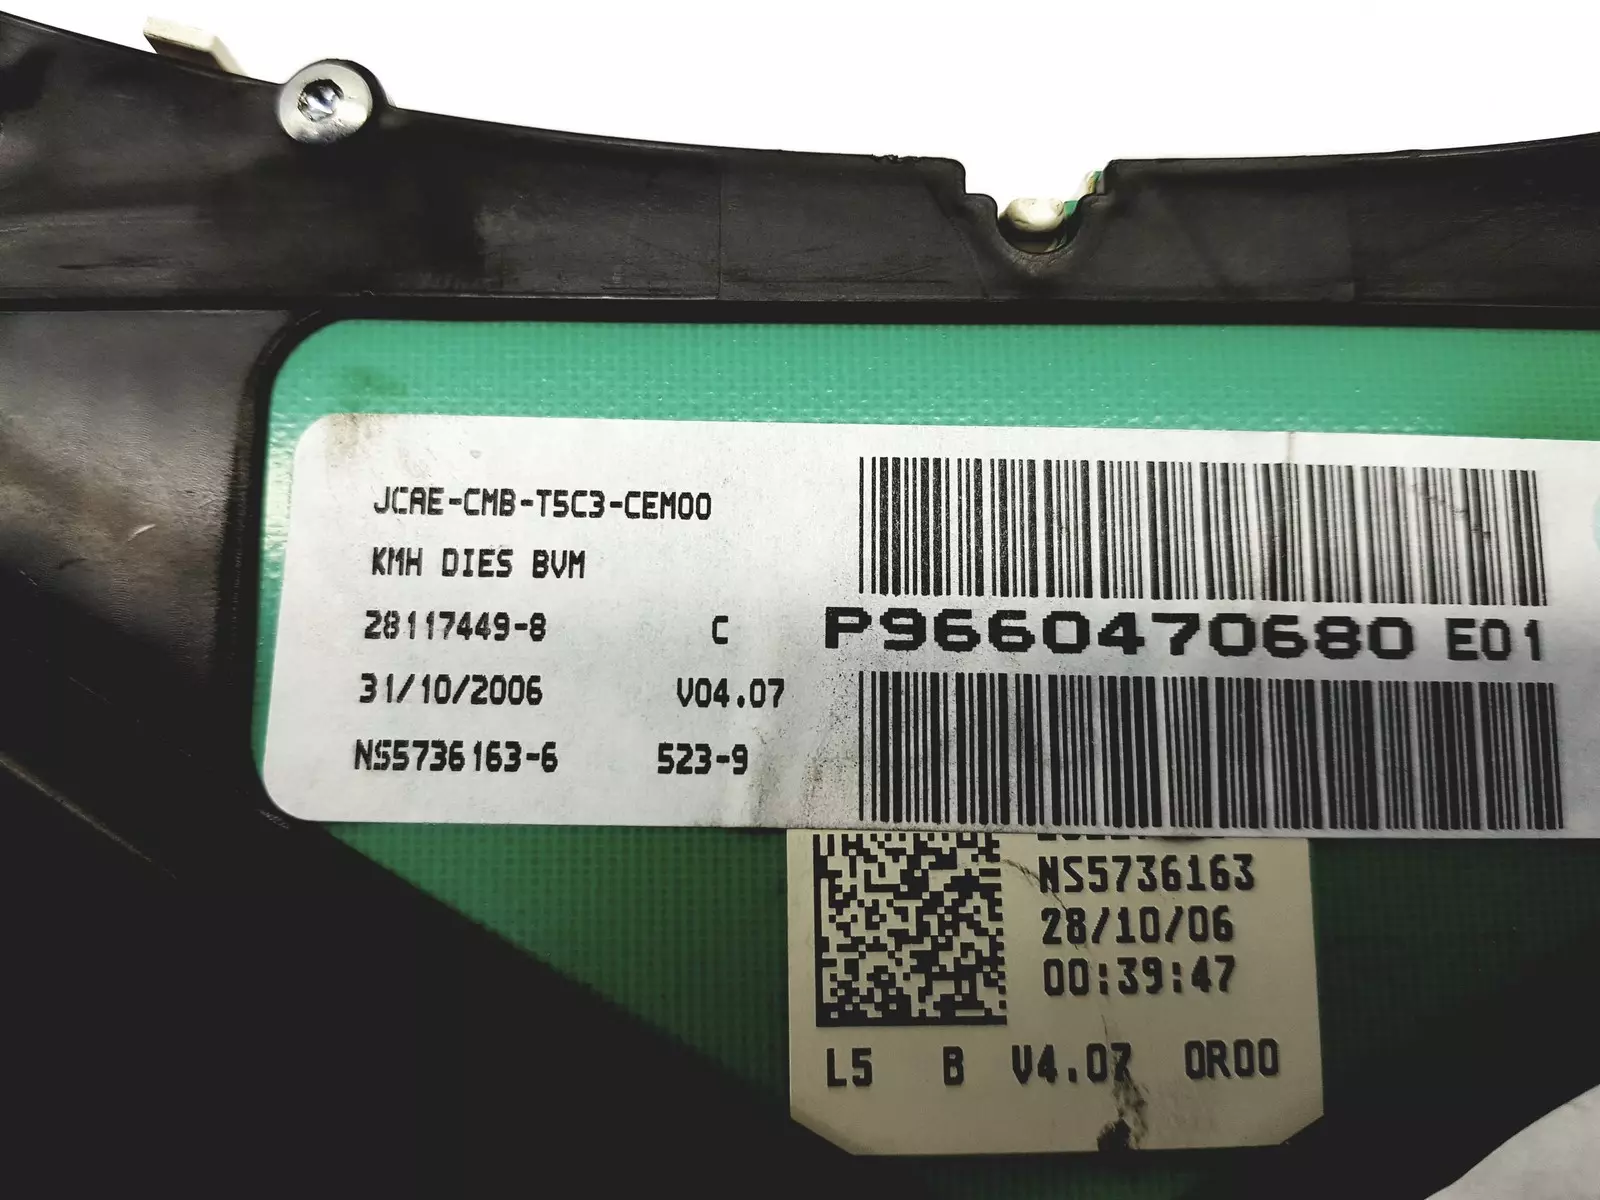 JCAE-CMB-T5C3-CEM00
KMH DIES BVM
28117449-8 C
P9660470680 E01
31/10/2006 V04.07
NS5736163-6 523-9
NS5736163
28/10/06
00:39:47
L5 B V4.07 0R00